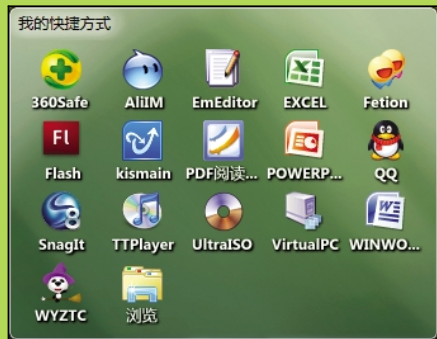 我的快捷方式
360Safe AliIM EmEditor EXCEL Fetion
Fl
Flash kismain PDF阅读... POWERP... QQ
SnagIt TTPlayer UltraISO VirtualPC WINWO...
WYZTC 浏览